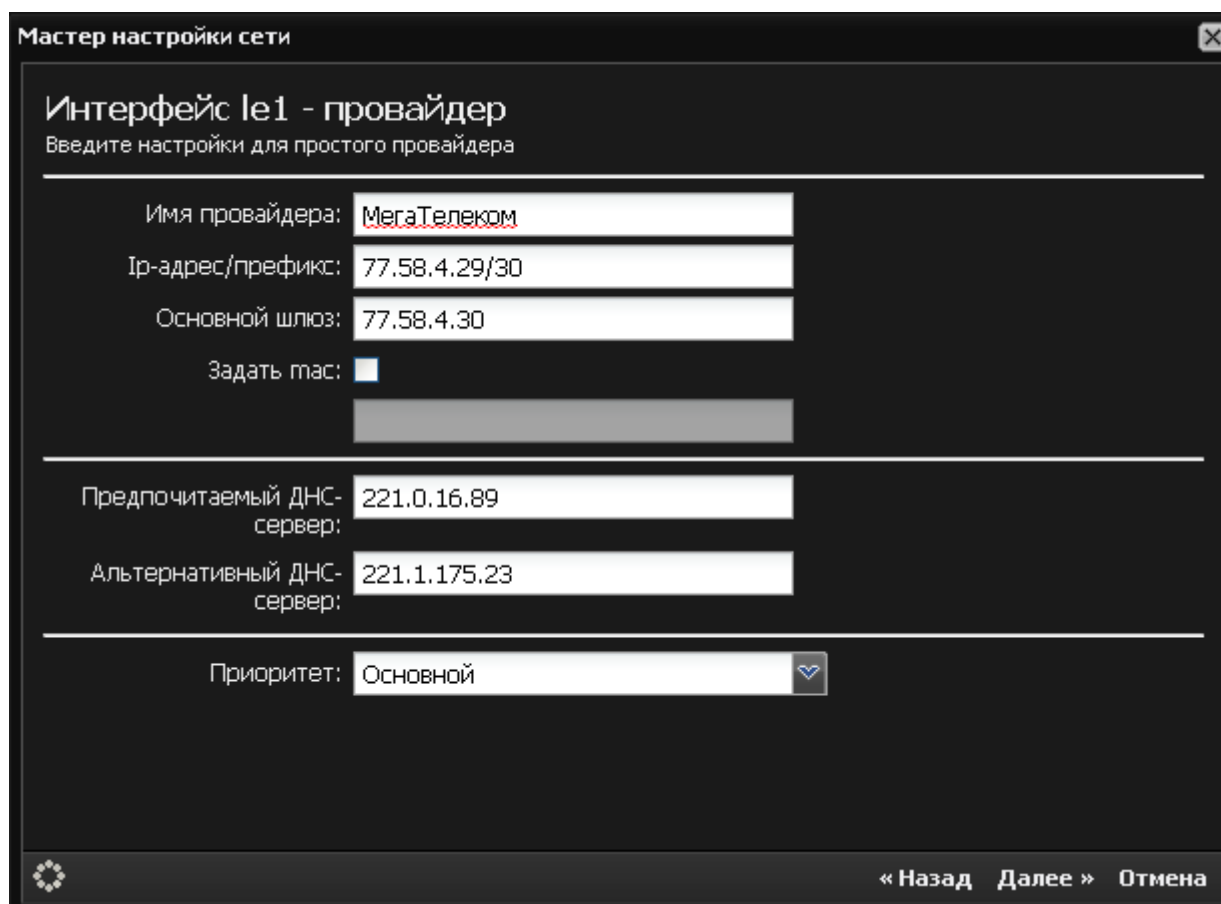 Мастер настройки сети
Интерфейс le1 - провайдер
Введите настройки для простого провайдера
Имя провайдера: МегаТелеком
Ip-адрес/префикс: 77.58.4.29/30
Основной шлюз: 77.58.4.30
Задать mac:
Предпочитаемый ДНС-
сервер: 221.0.16.89
Альтернативный ДНС-
сервер: 221.1.175.23
Приоритет: Основной
« Назад Далее » Отмена